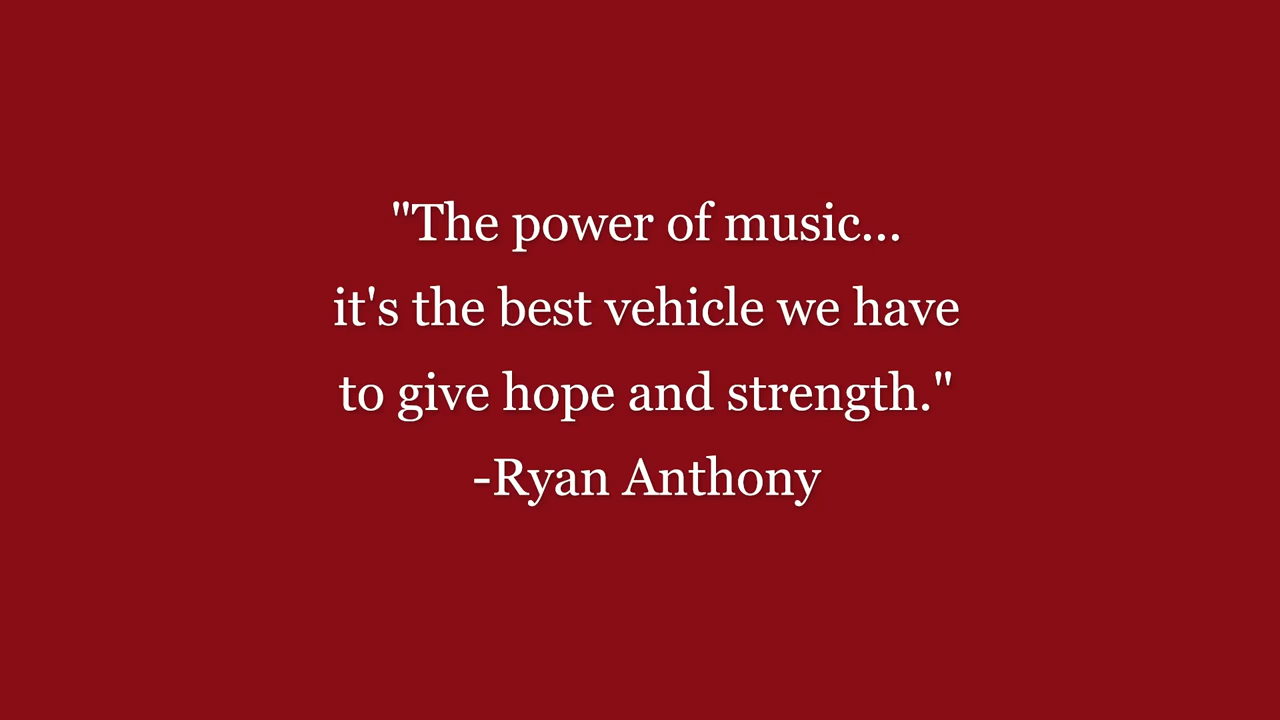 "The power of music...
it's the best vehicle we have
to give hope and strength."
-Ryan Anthony